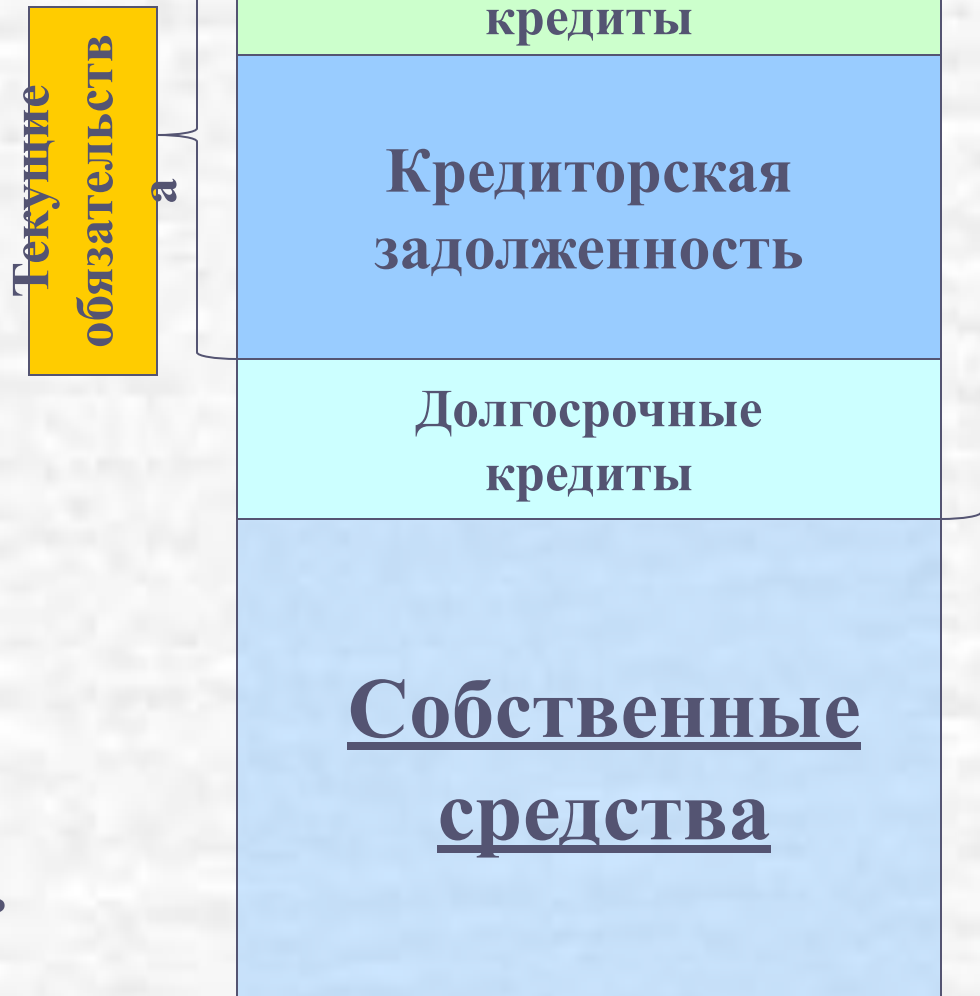 кредиты
Текущие
обязательств
а
Кредиторская
задолженность
Долгосрочные
кредиты
Собственные
средства